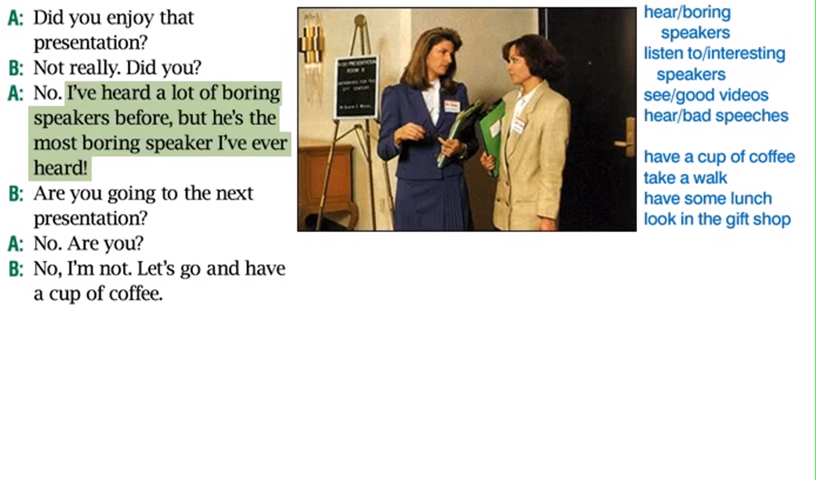 A: Did you enjoy that
presentation?
B: Not really. Did you?
A: No. I've heard a lot of boring
speakers before, but he's the
most boring speaker I've ever
heard!
B: Are you going to the next
presentation?
A: No. Are you?
B: No, I'm not. Let's go and have
a cup of coffee.
hear/boring
speakers
listen to/interesting
speakers
see/good videos
hear/bad speeches
have a cup of coffee
take a walk
have some lunch
look in the gift shop